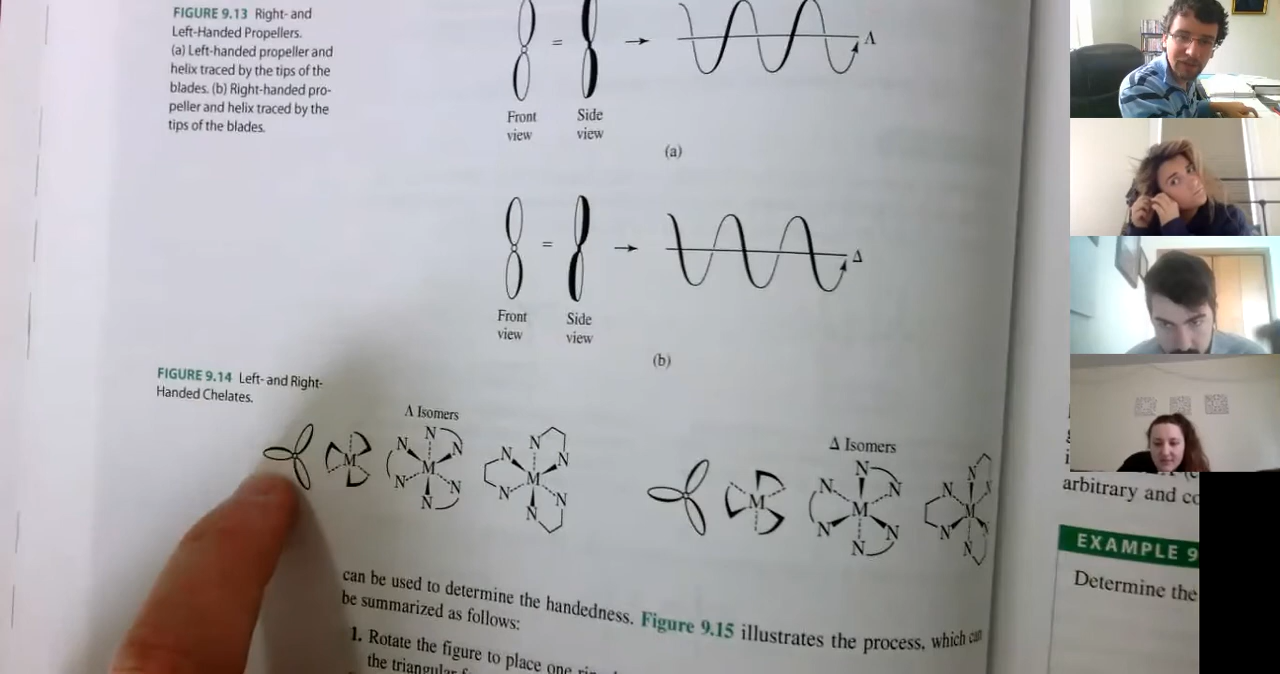 FIGURE 9.13 Right- and
Left-Handed Propellers.
(a) Left-handed propeller and
helix traced by the tips of the
blades. (b) Right-handed pro-
peller and helix traced by the
tips of the blades.
=
Λ
Front
view
Side
view
(a)
=
Δ
Front
view
Side
view
(b)
FIGURE 9.14 Left- and Right-
Handed Chelates.
Λ Isomers
M
N N N M N N N
N N N M N N N
Δ Isomers
M
N N N M N N N
N N N M N N N
can be used to determine the handedness. Figure 9.15 illustrates the process, which can
be summarized as follows:
1. Rotate the figure to place one
the triangular
arbitrary and
EXAMPLE 9
Determine the